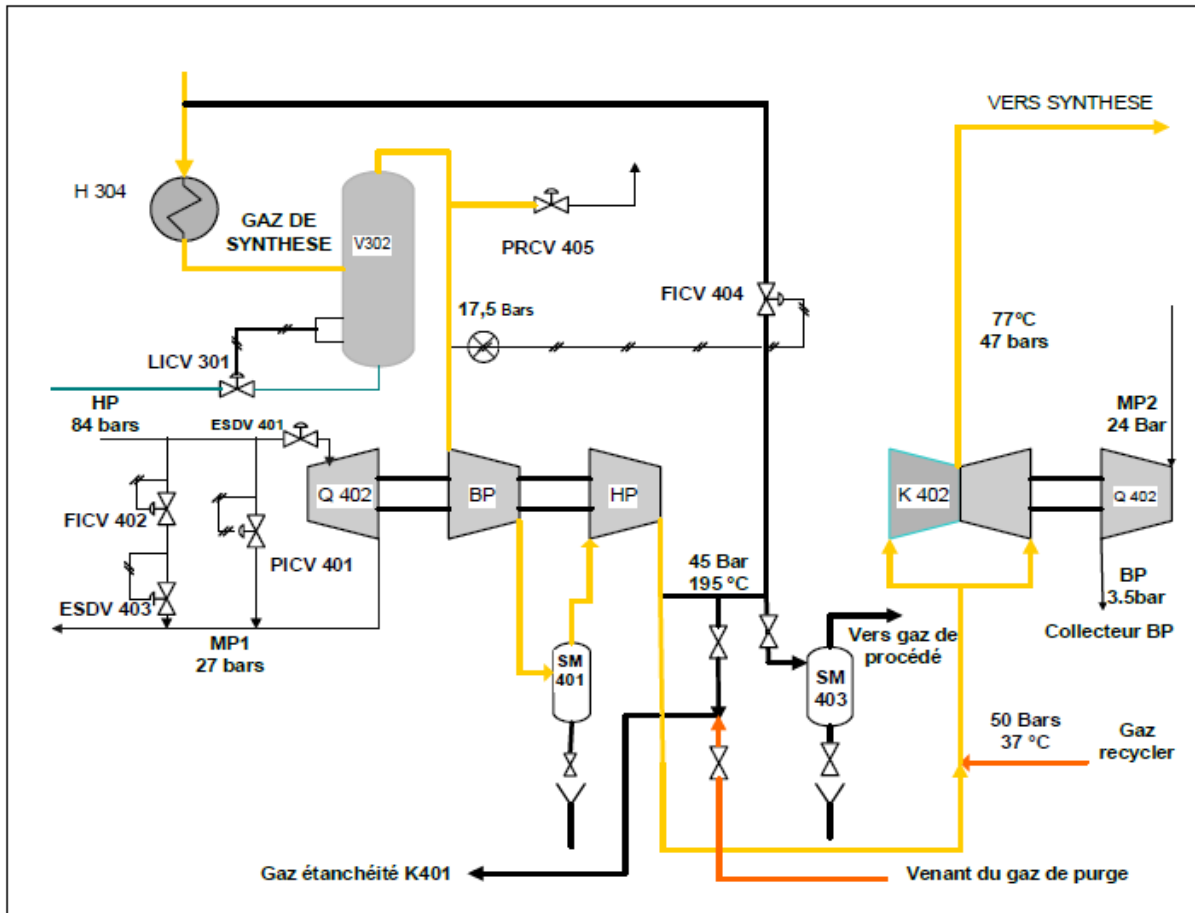 VERS SYNTHESE
H 304
GAZ DE
SYNTHESE
V302
PRCV 405
FICV 404
17,5 Bars
77°C
47 bars
LICV 301
HP
84 bars
ESDV 401
MP2
24 Bar
Q 402
BP
HP
K 402
Q 402
FICV 402
PICV 401
ESDV 403
45 Bar
195 °C
BP
3.5bar
Collecteur BP
MP1
27 bars
Vers gaz de
procédé
SM
401
SM
403
50 Bars
37 °C
Gaz
recycler
Gaz étanchéité K401
Venant du gaz de purge